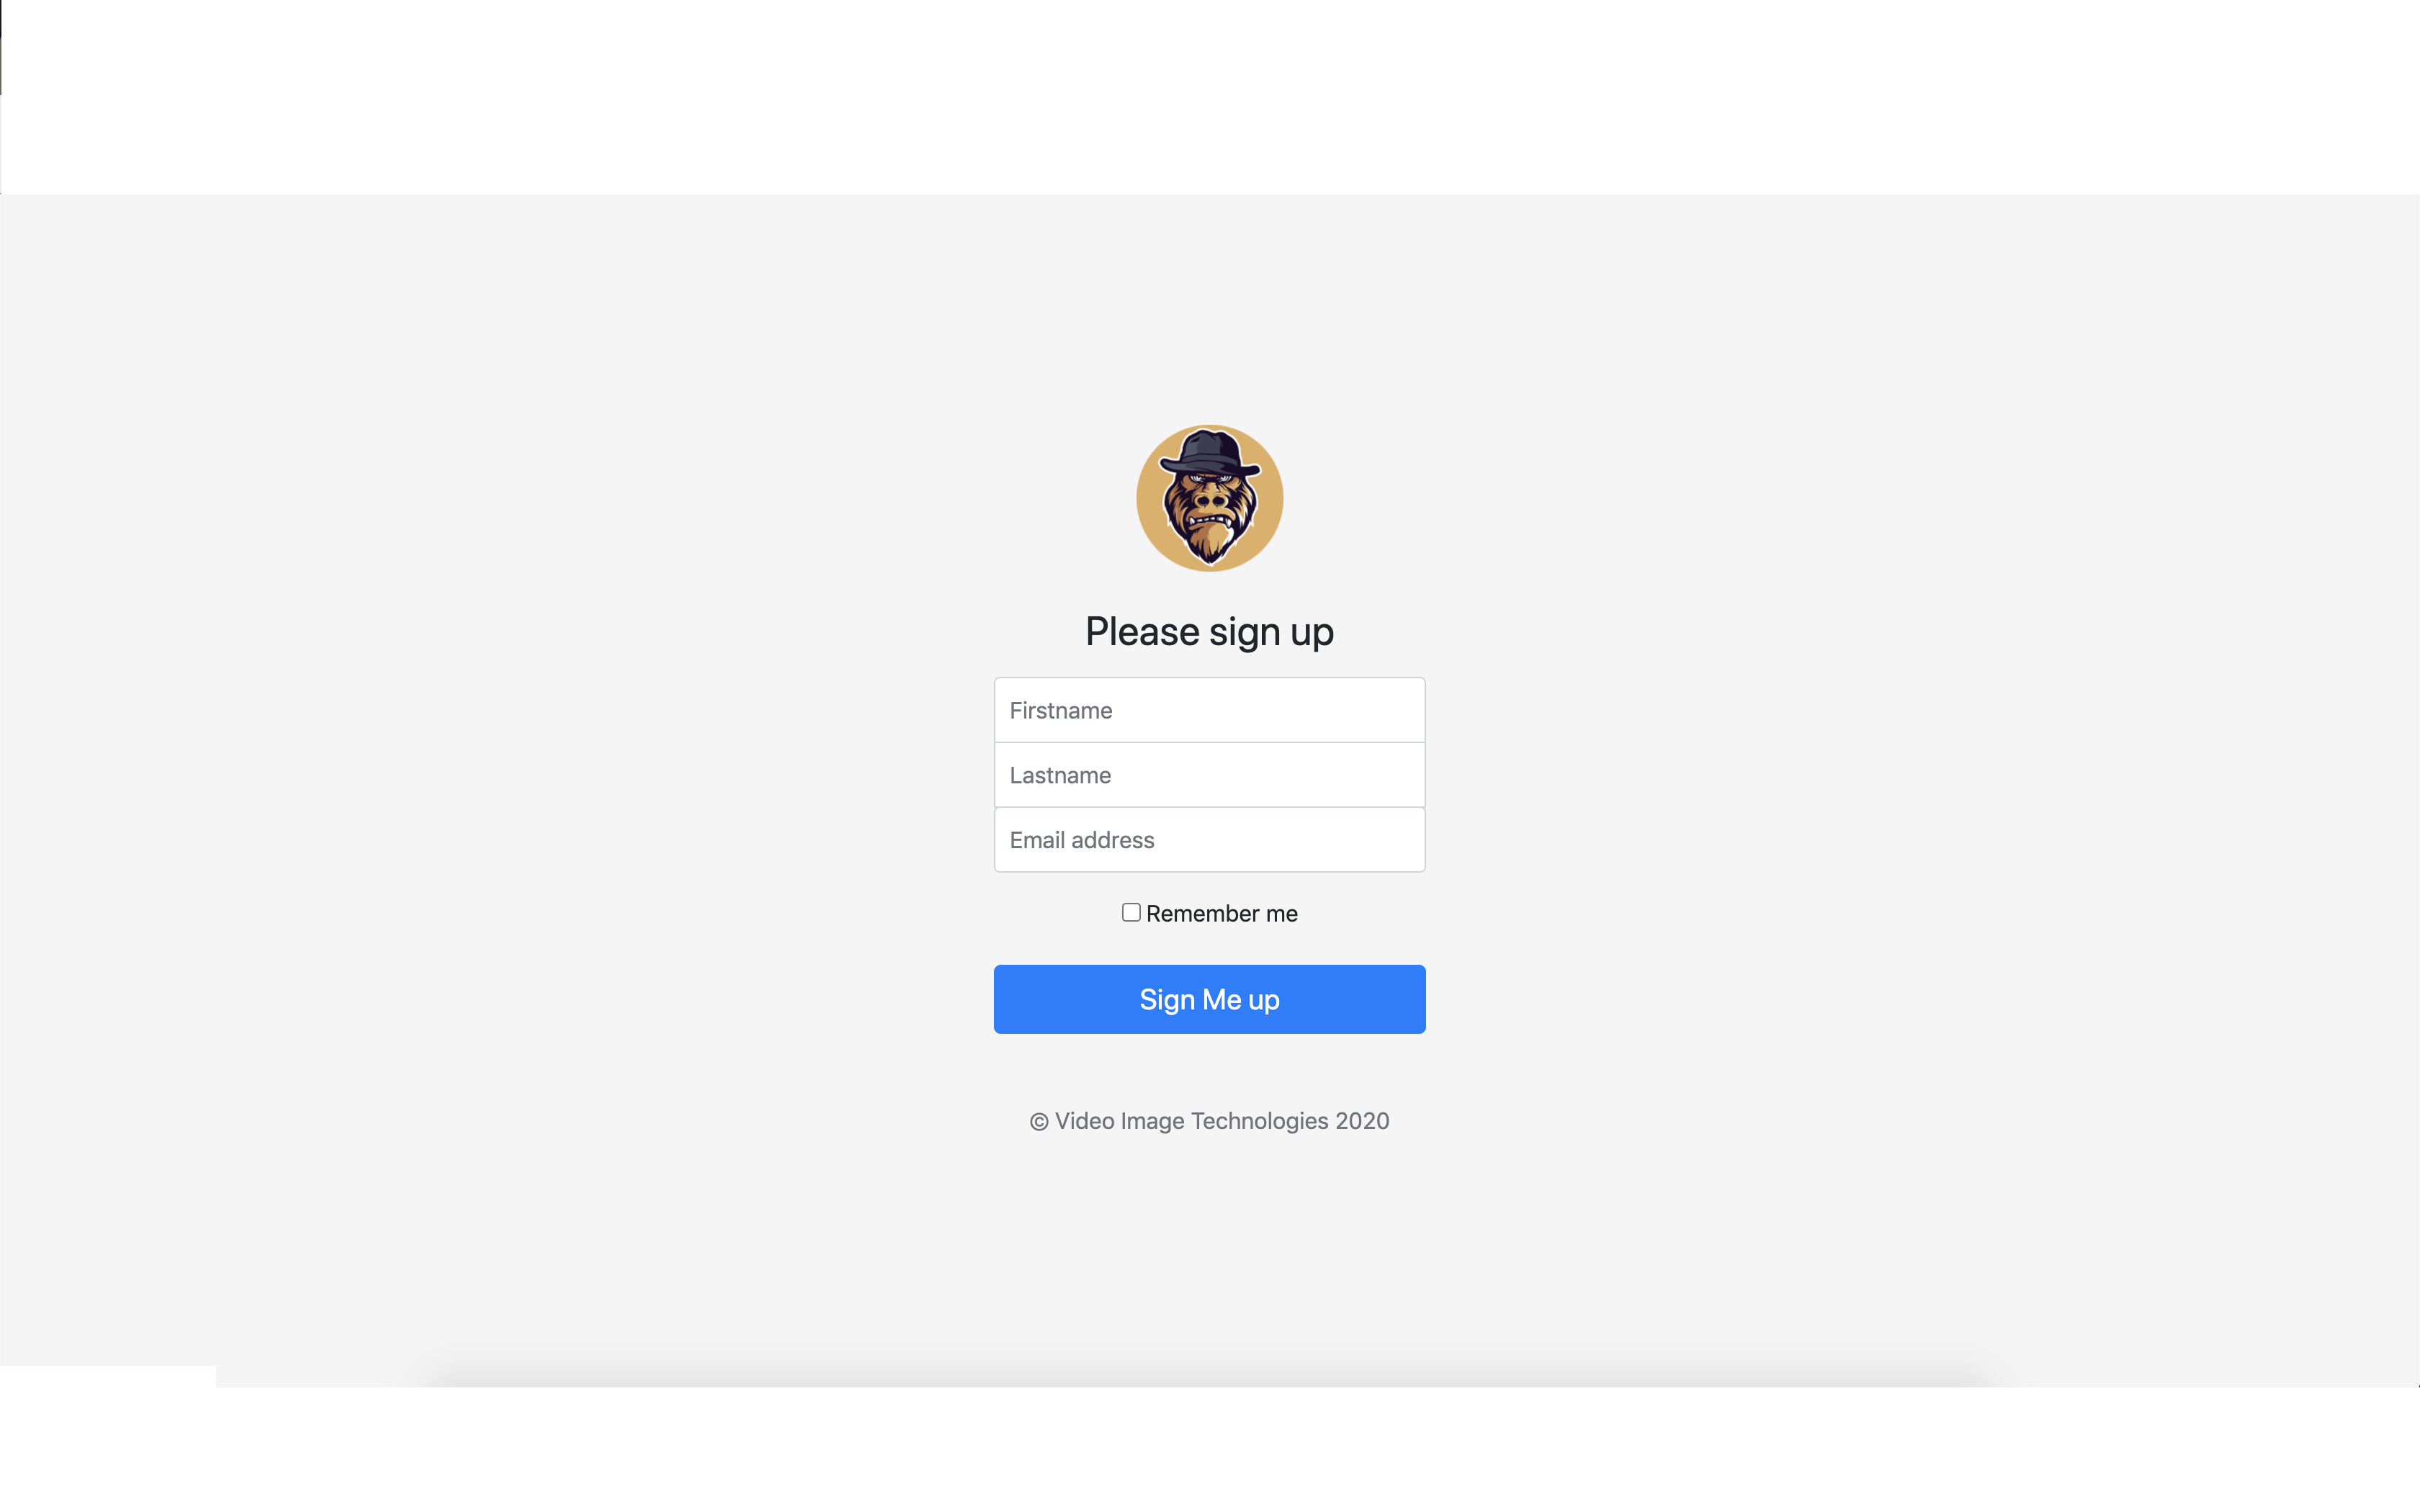 Please sign up
Firstname
Lastname
Email address
Remember me
Sign Me up
© Video Image Technologies 2020